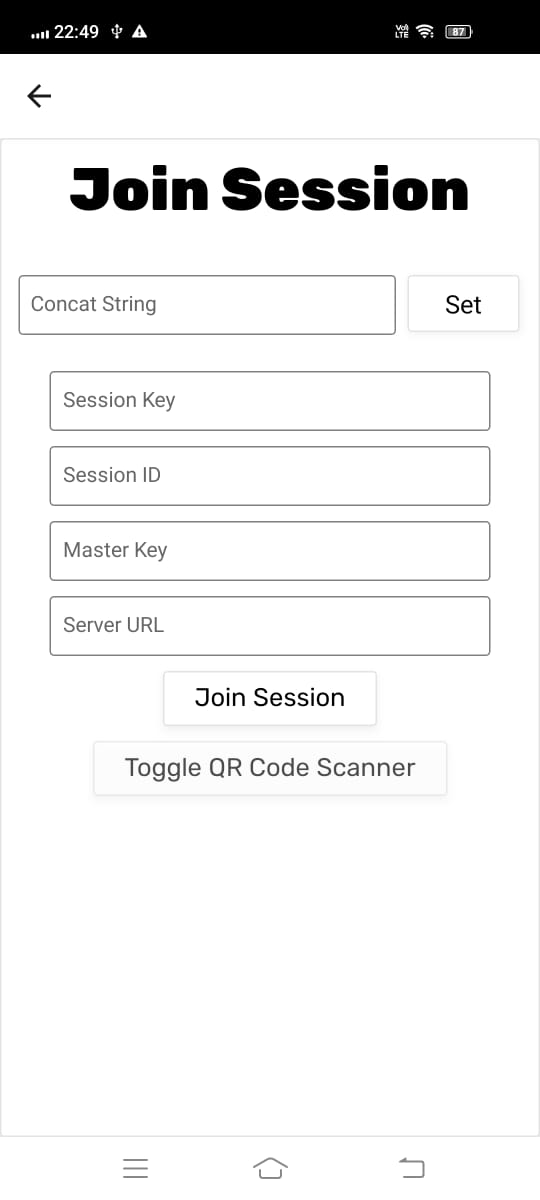 22:49 Vo) LTE 87
Join Session
Concat String Set
Session Key
Session ID
Master Key
Server URL
Join Session
Toggle QR Code Scanner